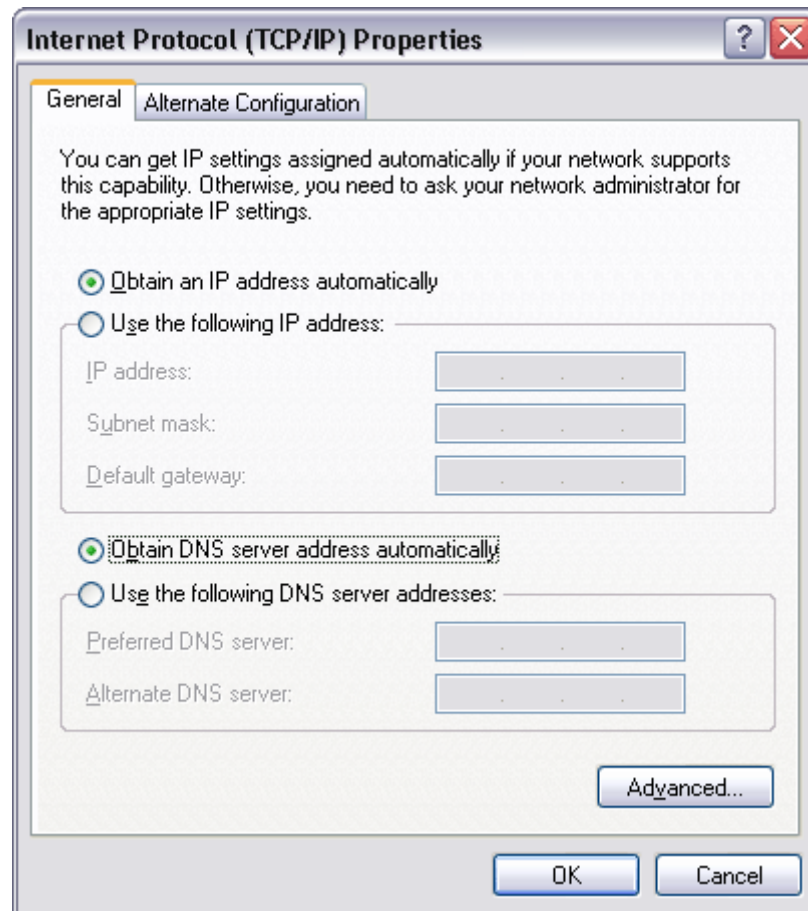 Internet Protocol (TCP/IP) Properties
General
Alternate Configuration
You can get IP settings assigned automatically if your network supports
this capability. Otherwise, you need to ask your network administrator for
the appropriate IP settings.
Obtain an IP address automatically
Use the following IP address:
IP address:
Subnet mask:
Default gateway:
Obtain DNS server address automatically
Use the following DNS server addresses:
Preferred DNS server:
Alternate DNS server:
Advanced...
OK
Cancel